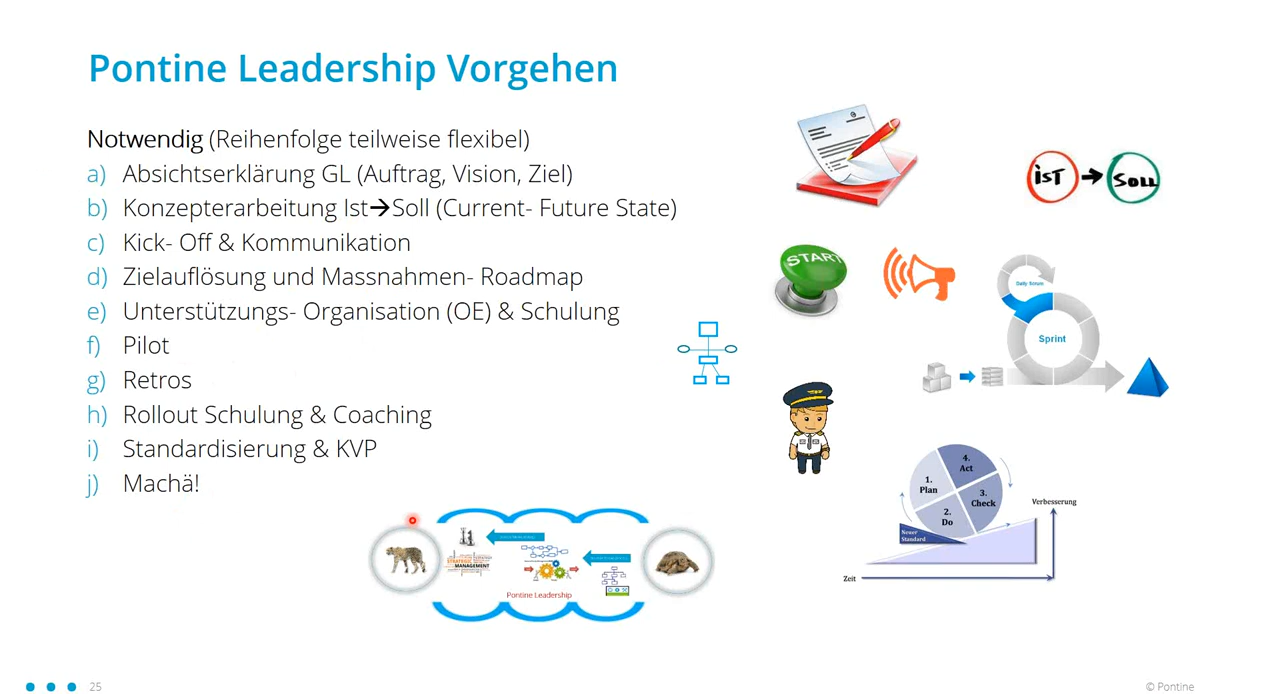 Pontine Leadership Vorgehen
Notwendig (Reihenfolge teilweise flexibel)
a) Absichtserklärung GL (Auftrag, Vision, Ziel)
b) Konzepterarbeitung Ist→Soll (Current- Future State)
c) Kick- Off & Kommunikation
d) Zielauflösung und Massnahmen- Roadmap
e) Unterstützungs- Organisation (OE) & Schulung
f) Pilot
g) Retros
h) Rollout Schulung & Coaching
i) Standardisierung & KVP
j) Machä!
IST → SOLL
START
Daily Scrum
Sprint
4.
Act
1.
Plan
3.
Check
2.
Do
Neuer
Standard
Verbesserung
Zeit
STRATEGIC
MANAGEMENT
Pontine Leadership
25
© Pontine